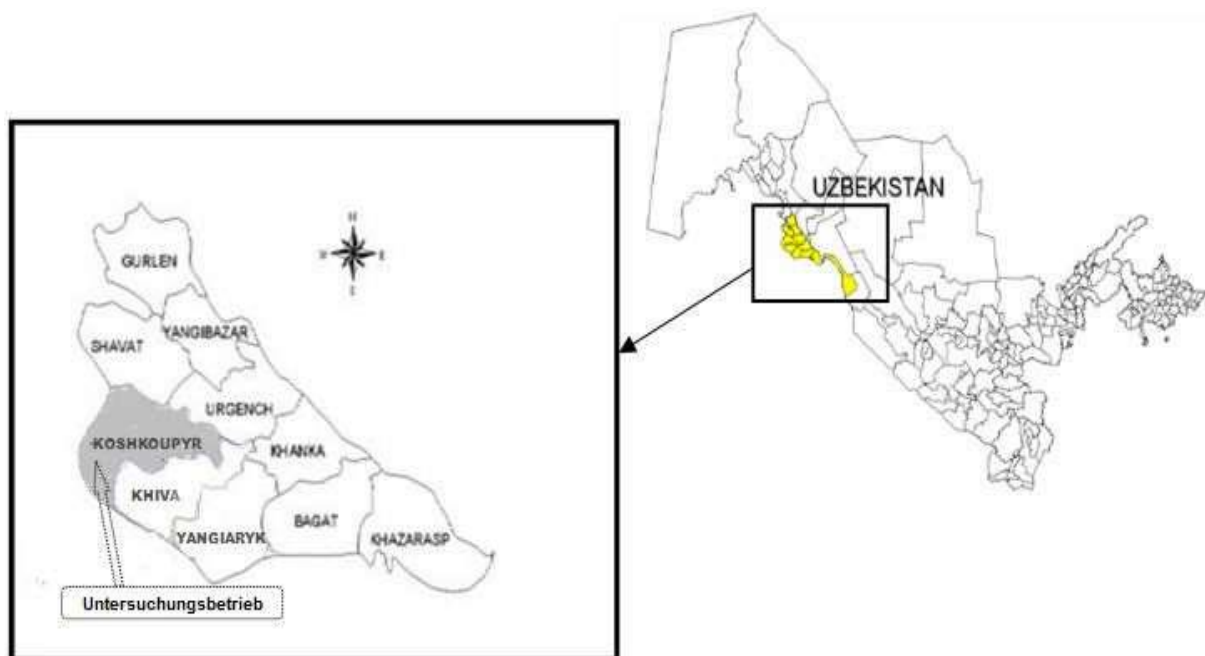 UZBEKISTAN
N
GURLEN
YANGIBAZAR
SHAVAT
URGENCH
KOSHKOUPYR
KHANKA
KHIVA
BAGAT
YANGIARYK
KHAZARASP
Untersuchungsbetrieb